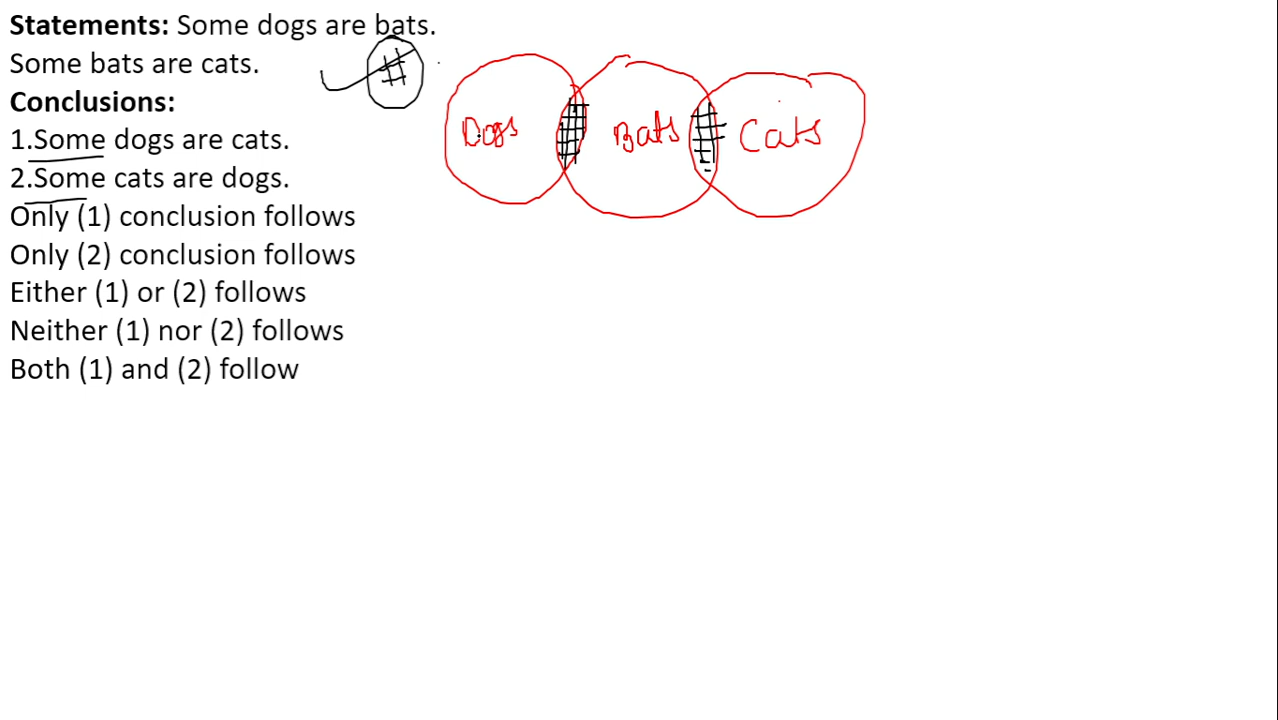 Statements: Some dogs are bats.
Some bats are cats.
Conclusions:
1.Some dogs are cats.
2.Some cats are dogs.
Only (1) conclusion follows
Only (2) conclusion follows
Either (1) or (2) follows
Neither (1) nor (2) follows
Both (1) and (2) follow
Dogs
Bats
Cats